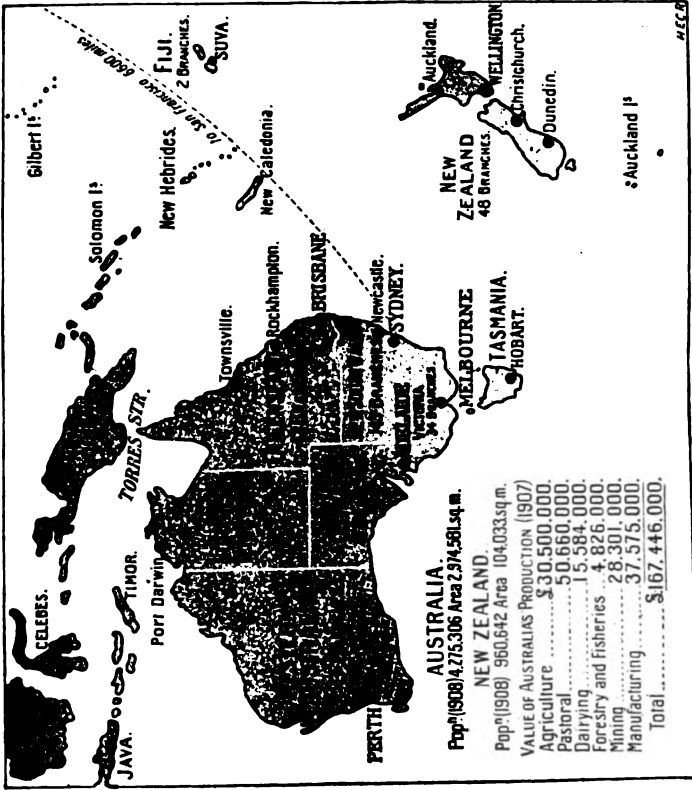 Gilbert Iˢ.
Solomon Iˢ.
New Hebrides.
to San Francisco 6600 miles
FIJI.
2 BRANCHES.
SUVA.
New Caledonia.
CELEBES.
JAVA.
TIMOR.
TORRES STR.
Port Darwin
Townsville.
Rockhampton.
BRISBANE
Newcastle.
SYDNEY.
ADELAIDE
VICTORIA
MELBOURNE
TASMANIA.
HOBART.
PERTH
Auckland.
WELLINGTON
Christchurch.
Dunedin.
NEW
ZEALAND
48 BRANCHES.
Auckland Iˢ
AUSTRALIA.
Popⁿ.(1908)4,275,306 Area 2,974,581.sq.m.
NEW ZEALAND.
Popⁿ.(1908) 960,642 Area 104,033.sq.m.
VALUE OF AUSTRALIAS PRODUCTION (1907)
Agriculture ........ £30,500,000.
Pastoral ........ 50,660,000.
Dairying ........ 15,584,000.
Forestry and Fisheries .... 4,826,000.
Mining ........ 28,301,000.
Manufacturing ........ 37,575,000.
Total ........ £167,446,000.